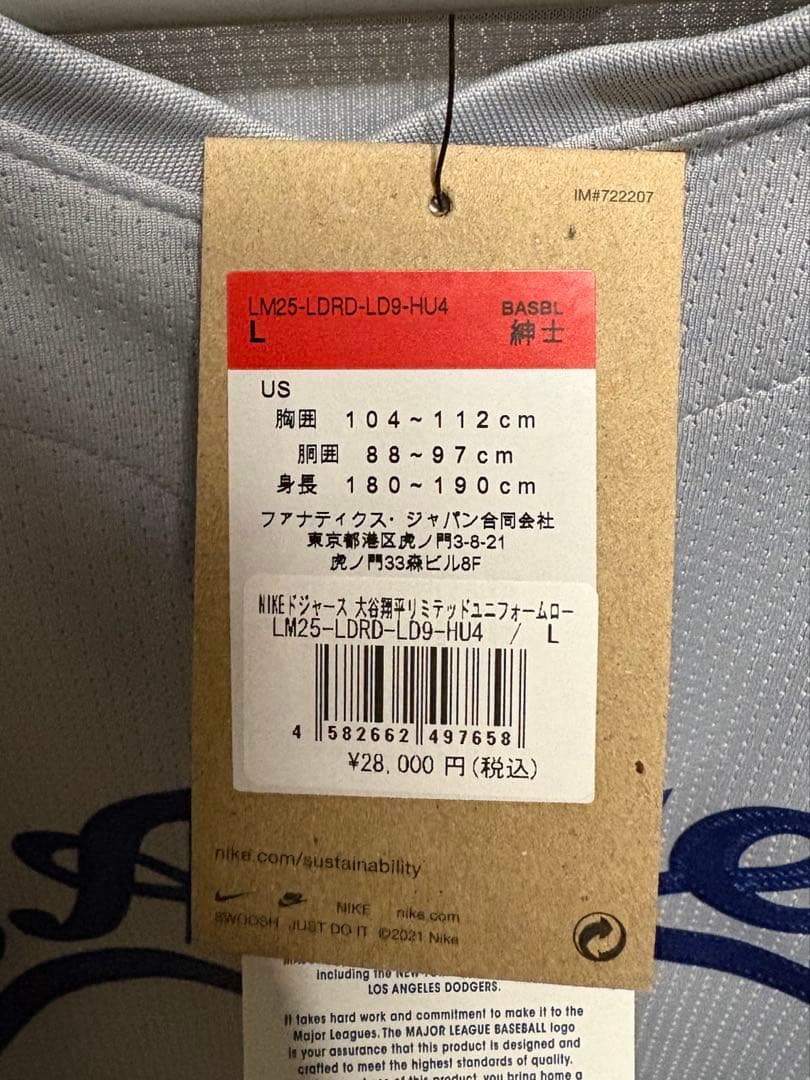 IM#722207
LM25-LDRD-LD9-HU4 BASBL
L 紳士
US
胸囲 104~112cm
胴囲 88~97cm
身長 180~190cm
ファナティクス・ジャパン合同会社
東京都港区虎ノ門3-8-21
虎ノ門33森ビル8F
NIKEドジャース 大谷翔平リミテッドユニフォームロー
LM25-LDRD-LD9-HU4 / L
4 582662 497658
¥28,000 円(税込)
nike.com/sustainability
NIKE nike.com
SWOOSH JUST DO IT ©2021 Nike
including the NEW
LOS ANGELES DODGERS.
It takes hard work and commitment to make it to the
Major Leagues. The MAJOR LEAGUE BASEBALL logo
is your assurance that this product is designed and
crafted to meet the highest standards of quality.
of this product, you bring home a